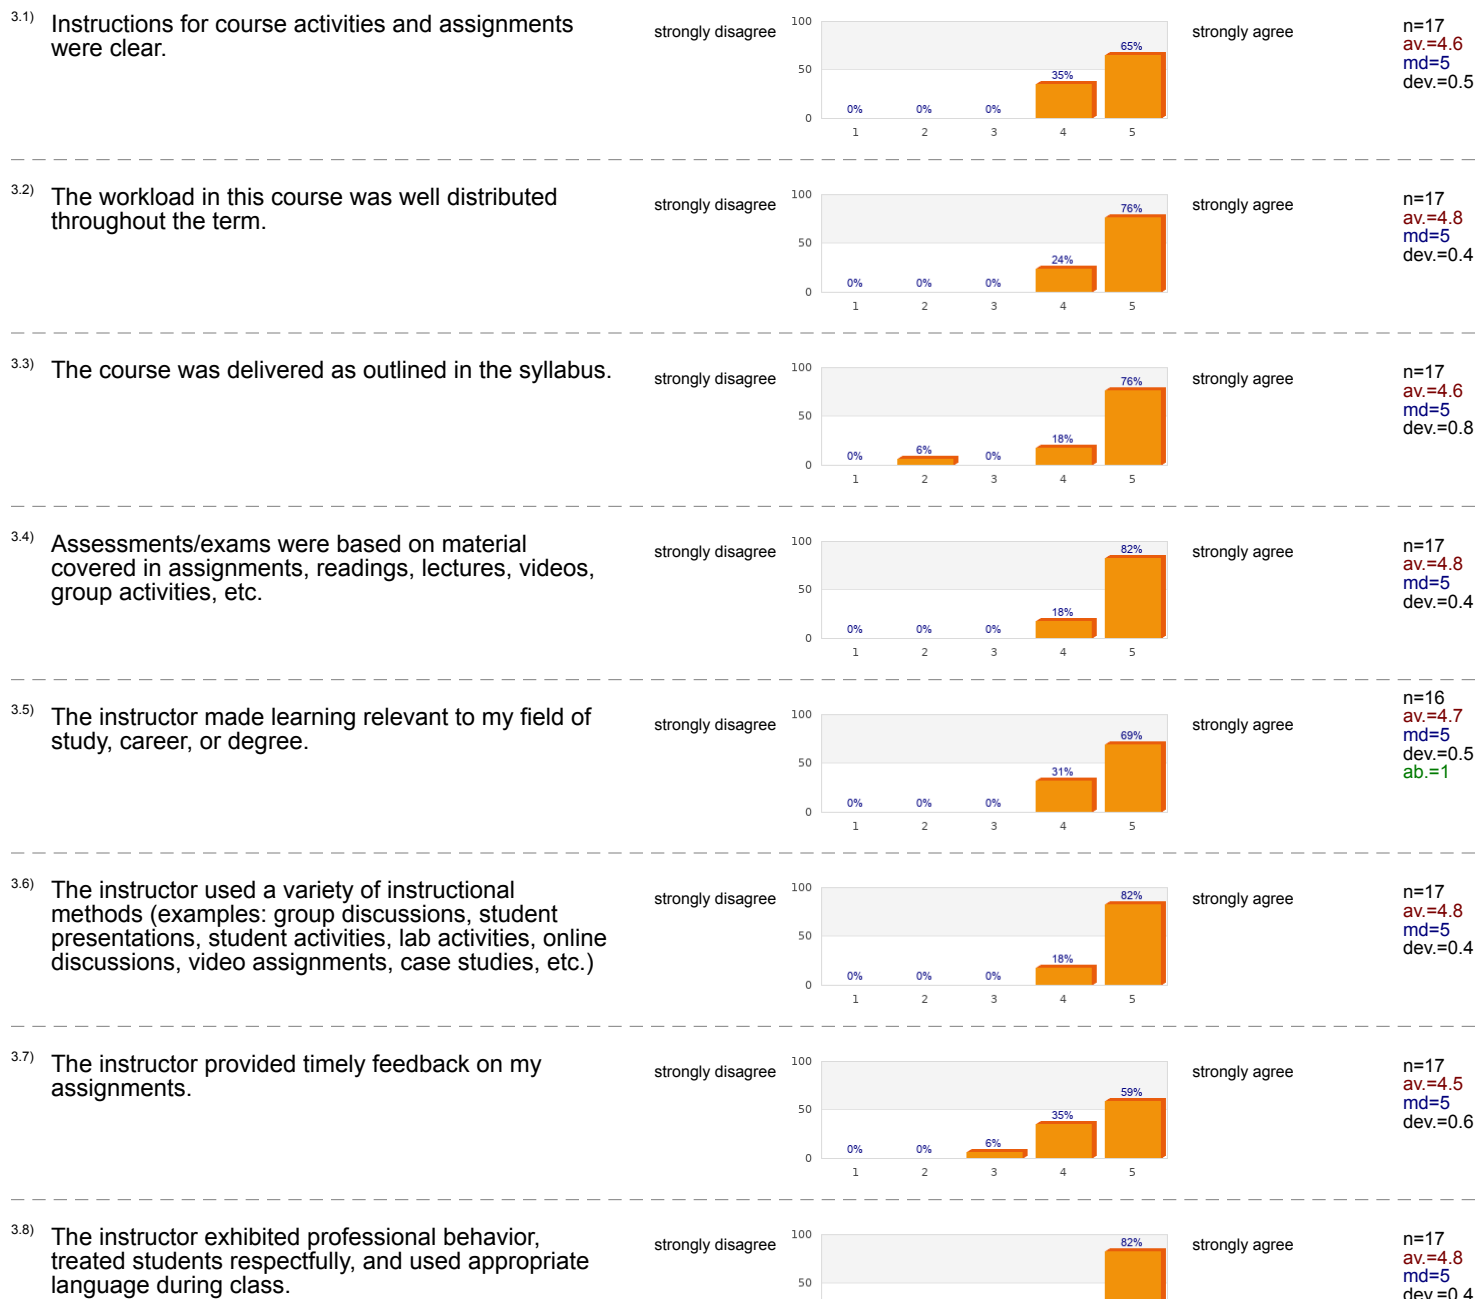 3.1) Instructions for course activities and assignments
were clear.
strongly disagree
100
50
0
0%
0%
0%
35%
65%
1 2 3 4 5
strongly agree
n=17
av.=4.6
md=5
dev.=0.5
3.2) The workload in this course was well distributed
throughout the term.
strongly disagree
100
50
0
0%
0%
0%
24%
76%
1 2 3 4 5
strongly agree
n=17
av.=4.8
md=5
dev.=0.4
3.3) The course was delivered as outlined in the syllabus.
strongly disagree
100
50
0
0%
6%
0%
18%
76%
1 2 3 4 5
strongly agree
n=17
av.=4.6
md=5
dev.=0.8
3.4) Assessments/exams were based on material
covered in assignments, readings, lectures, videos,
group activities, etc.
strongly disagree
100
50
0
0%
0%
0%
18%
82%
1 2 3 4 5
strongly agree
n=17
av.=4.8
md=5
dev.=0.4
3.5) The instructor made learning relevant to my field of
study, career, or degree.
strongly disagree
100
50
0
0%
0%
0%
31%
69%
1 2 3 4 5
strongly agree
n=16
av.=4.7
md=5
dev.=0.5
ab.=1
3.6) The instructor used a variety of instructional
methods (examples: group discussions, student
presentations, student activities, lab activities, online
discussions, video assignments, case studies, etc.)
strongly disagree
100
50
0
0%
0%
0%
18%
82%
1 2 3 4 5
strongly agree
n=17
av.=4.8
md=5
dev.=0.4
3.7) The instructor provided timely feedback on my
assignments.
strongly disagree
100
50
0
0%
0%
6%
35%
59%
1 2 3 4 5
strongly agree
n=17
av.=4.5
md=5
dev.=0.6
3.8) The instructor exhibited professional behavior,
treated students respectfully, and used appropriate
language during class.
strongly disagree
100
50
82%
strongly agree
n=17
av.=4.8
md=5
dev.=0.4